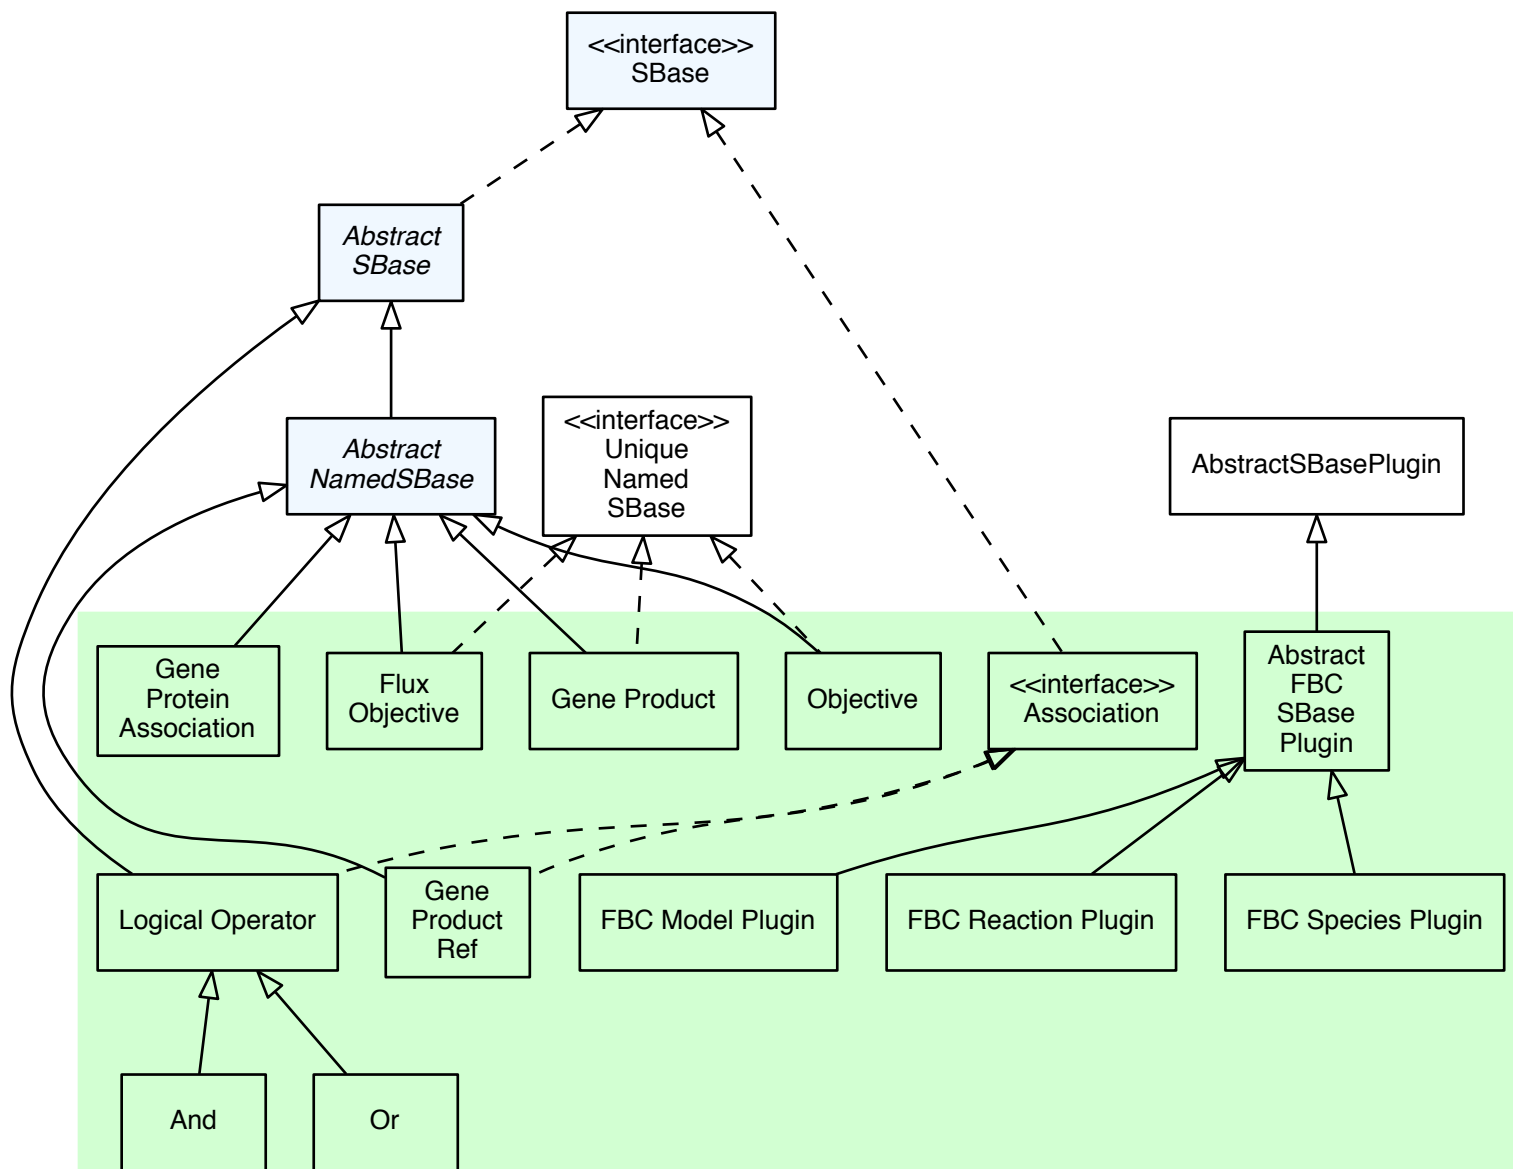 <<interface>>
SBase
Abstract
SBase
Abstract
NamedSBase
<<interface>>
Unique
Named
SBase
AbstractSBasePlugin
Gene
Protein
Association
Flux
Objective
Gene Product
Objective
<<interface>>
Association
Abstract
FBC
SBase
Plugin
Logical Operator
Gene
Product
Ref
FBC Model Plugin
FBC Reaction Plugin
FBC Species Plugin
And
Or